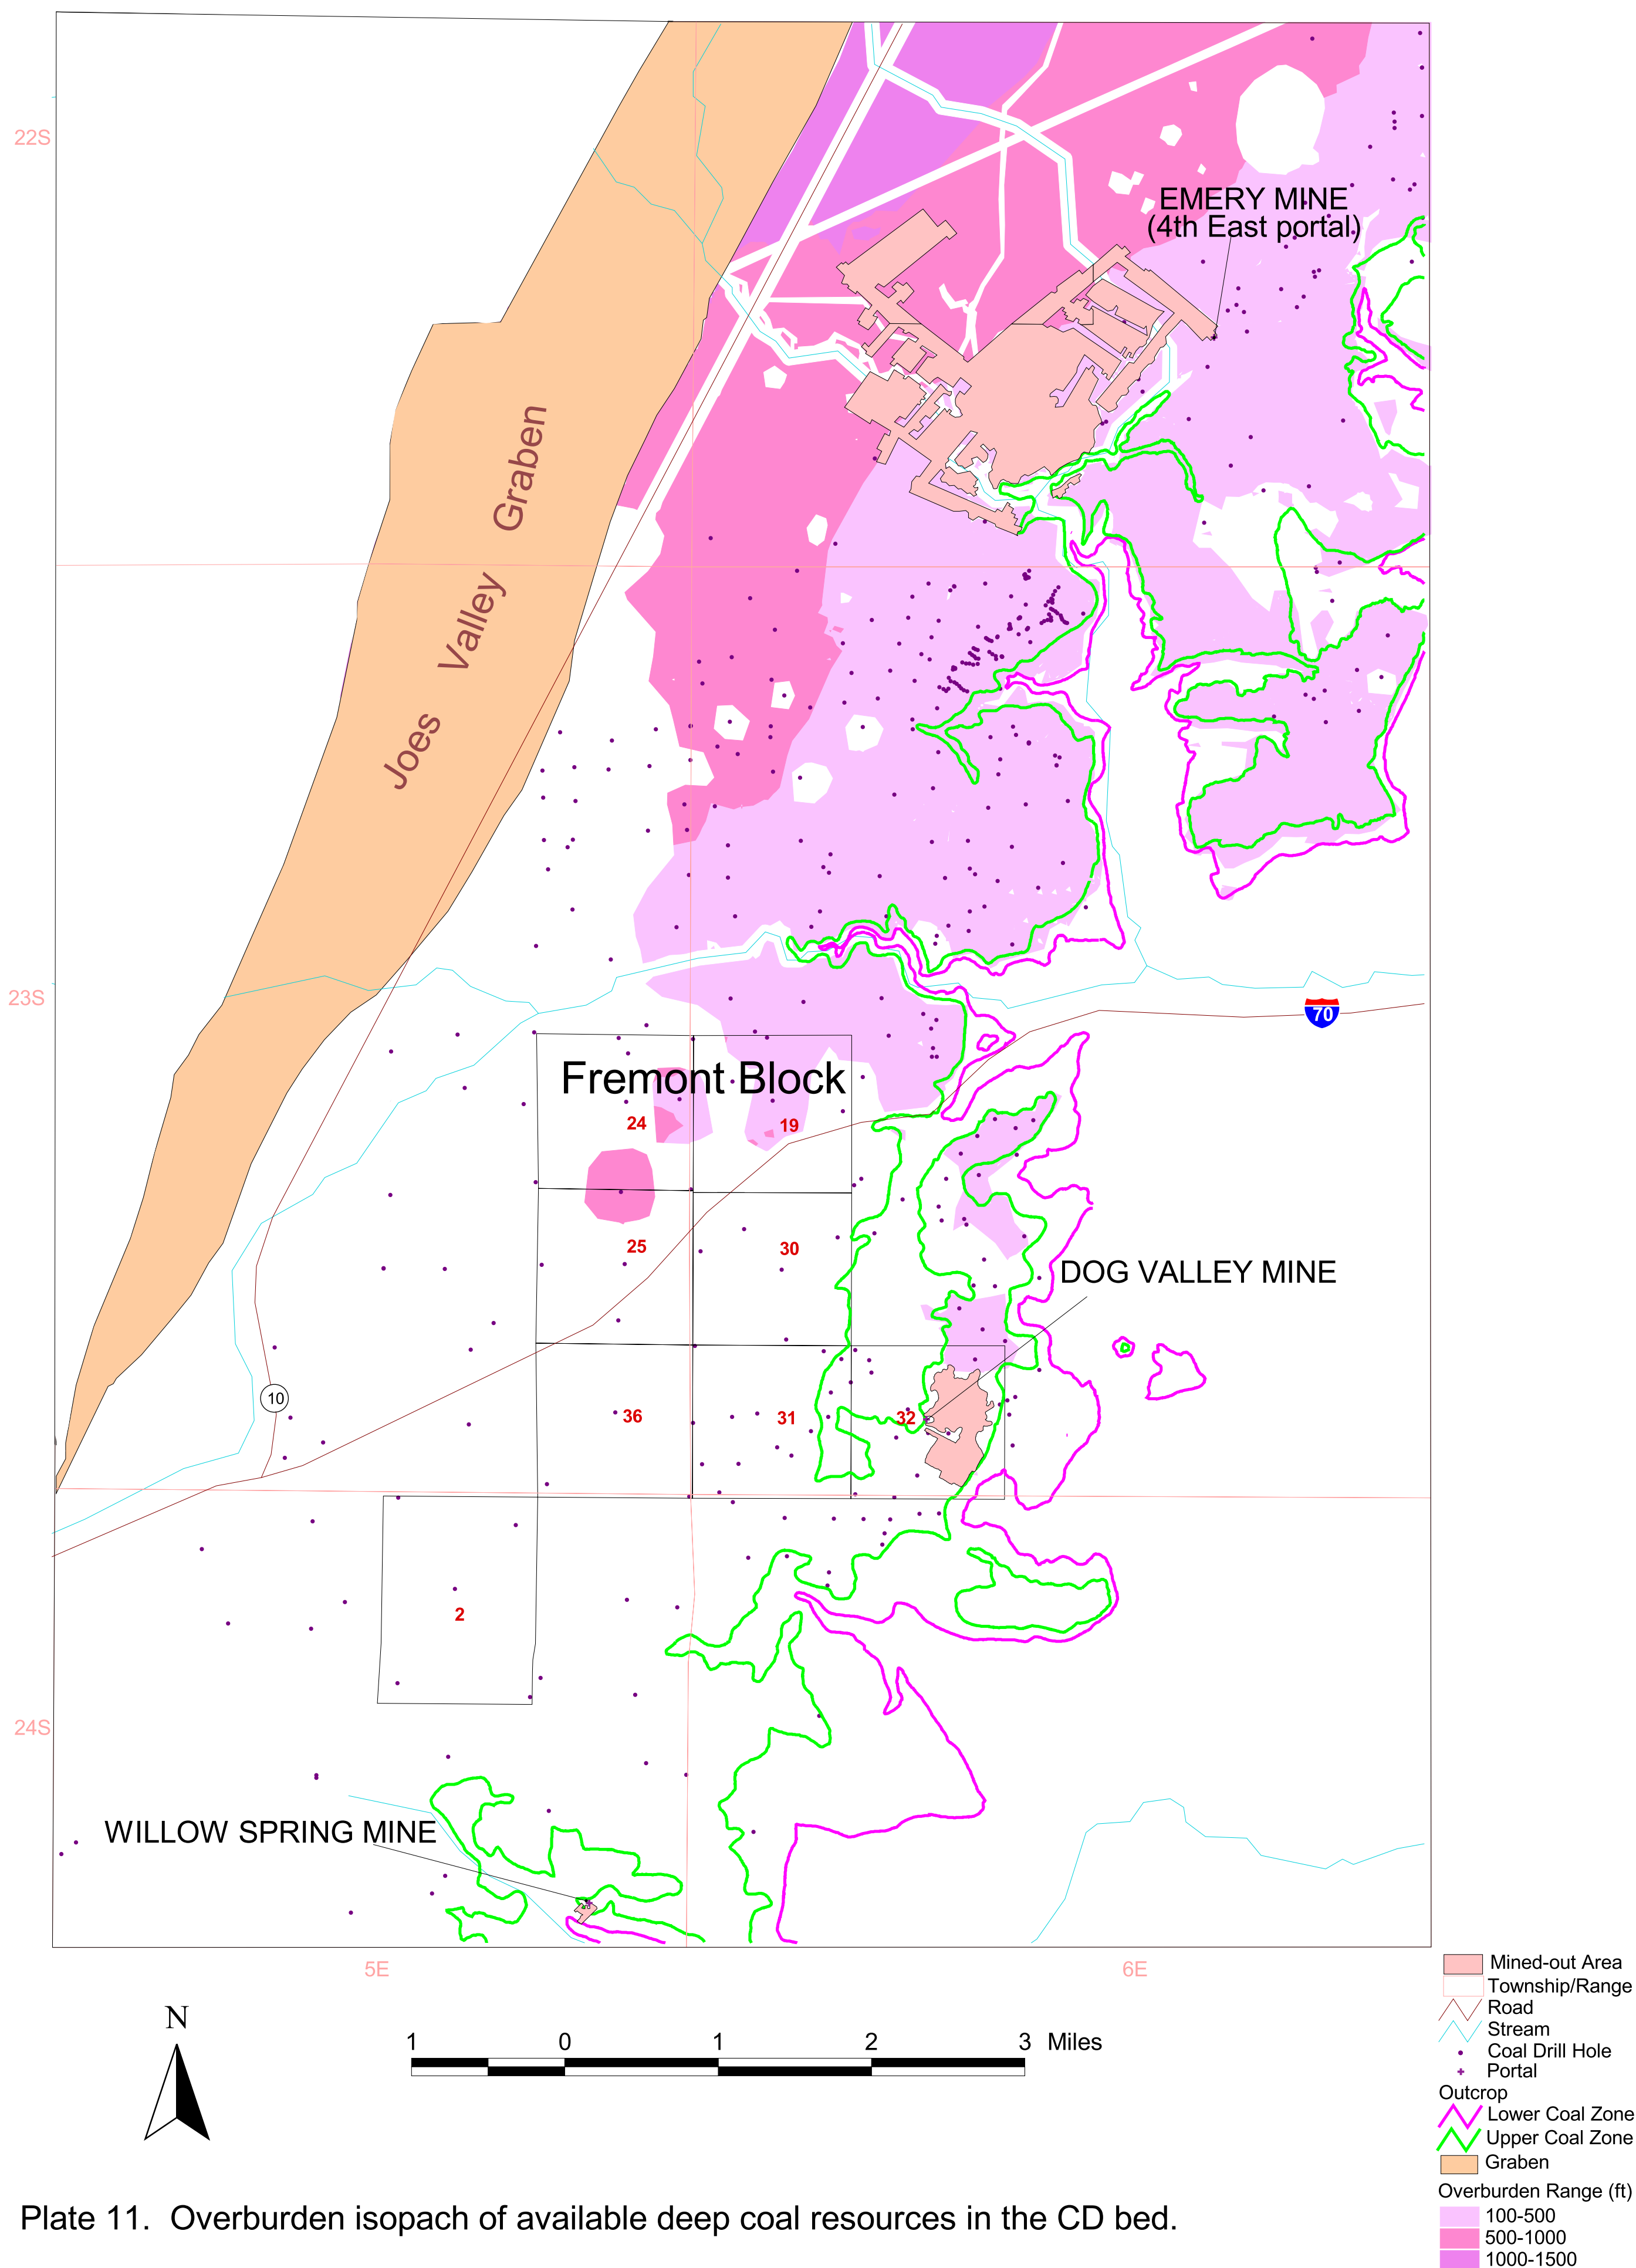 22S
EMERY MINE
(4th East portal)
Joes Valley Graben
23S
70
Fremont Block
24
19
25
30
DOG VALLEY MINE
10
36
31
32
2
24S
WILLOW SPRING MINE
5E
6E
N
1 0 1 2 3 Miles
Mined-out Area
Township/Range
Road
Stream
Coal Drill Hole
Portal
Outcrop
Lower Coal Zone
Upper Coal Zone
Graben
Overburden Range (ft)
100-500
500-1000
1000-1500
Plate 11. Overburden isopach of available deep coal resources in the CD bed.